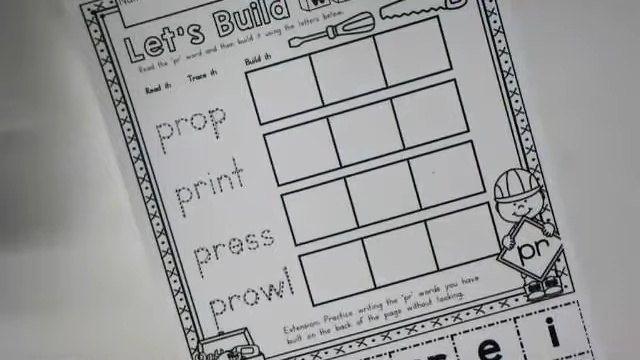 Let's Build
Read the 'pr' word and then build it using the letters below.
Read it: Trace it: Build it:
prop
print
press
prowl
pr
Extension: Practice writing the 'pr' words you have
built on the back of the page without looking.
e i